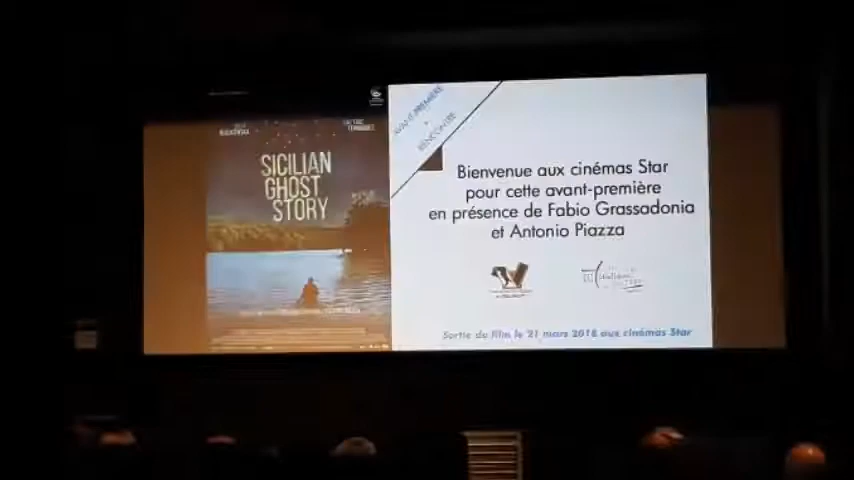 SICILIAN
GHOST
STORY
AVANT-PREMIÈRE
RENCONTRE
Bienvenue aux cinémas Star
pour cette avant-première
en présence de Fabio Grassadonia
et Antonio Piazza
Sortie du film le 21 mars 2018 aux cinémas Star